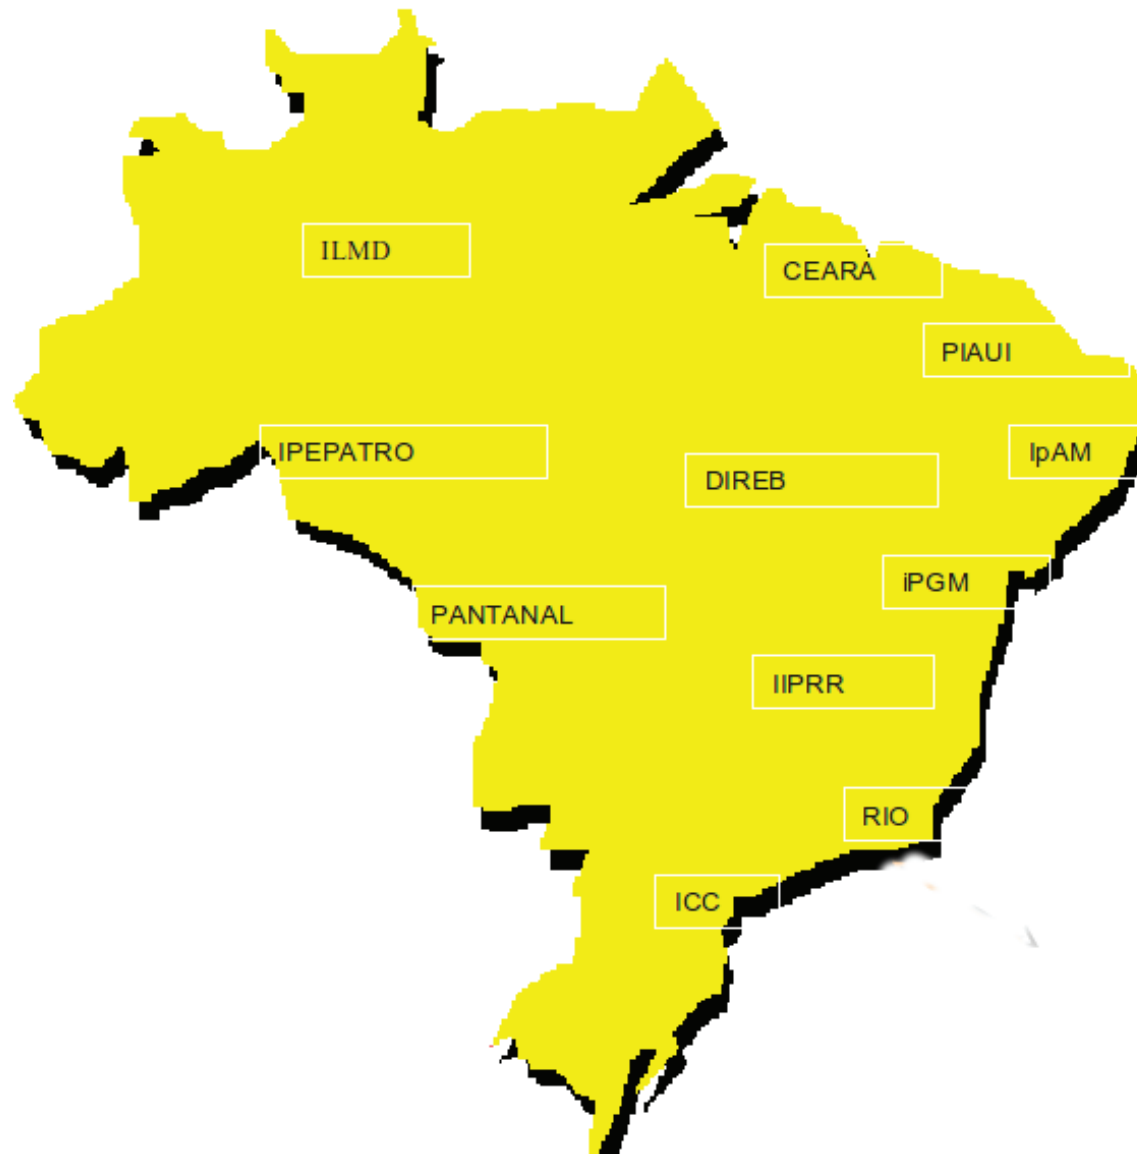 ILMD
CEARA
PIAUI
IPEPATRO
IpAM
DIREB
iPGM
PANTANAL
IIPRR
RIO
ICC